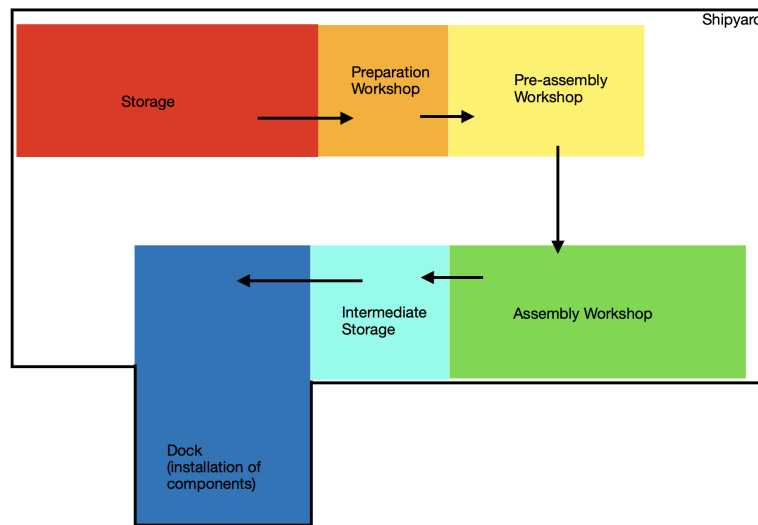 Shipyard
Storage
Preparation
Workshop
Pre-assembly
Workshop
Intermediate
Storage
Assembly Workshop
Dock
(installation of
components)